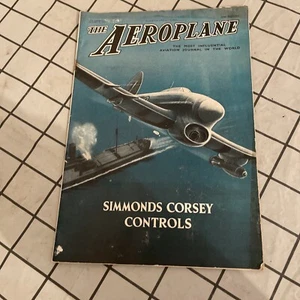 THE AEROPLANE
THE MOST INFLUENTIAL
AVIATION JOURNAL IN THE WORLD
SIMMONDS CORSEY
CONTROLS